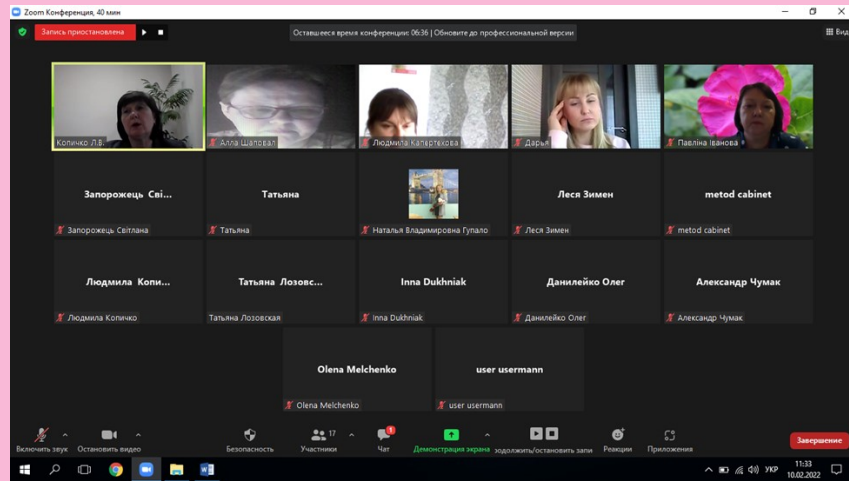 Zoom Конференция, 40 мин
Запись приостановлена
Оставшееся время конференции: 06:36 | Обновите до профессиональной версии
Вид
Копичко Л.В.
Алла Шаповал
Людмила Капертехова
Дарья
Павліна Іванова
Запорожець Сві...
Татьяна
Леся Зимен
metod cabinet
Запорожець Світлана
Татьяна
Наталья Владимировна Гупало
Леся Зимен
metod cabinet
Людмила Копи...
Татьяна Лозовс...
Inna Dukhniak
Данилейко Олег
Александр Чумак
Людмила Копичко
Татьяна Лозовская
Inna Dukhniak
Данилейко Олег
Александр Чумак
Olena Melchenko
user usermann
Olena Melchenko
user usermann
17
1
Включить звук
Остановить видео
Безопасность
Участники
Чат
Демонстрация экрана
зодолжить/остановить запи
Реакции
Приложения
Завершение
УКР
11:33
10.02.2022